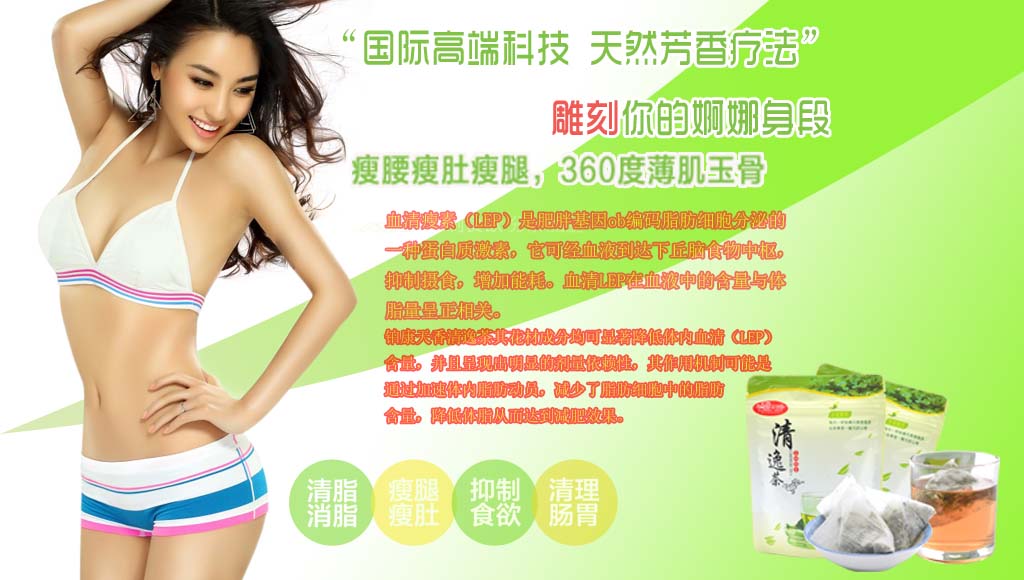 “国际高端科技 天然芳香疗法”
雕刻你的婀娜身段
瘦腰瘦肚瘦腿，360度薄肌玉骨
血清瘦素（LEP）是肥胖基因ob编码脂肪细胞分泌的
一种蛋白质激素，它可经血液到达下丘脑食物中枢，
抑制摄食，增加能耗。血清LEP在血液中的含量与体
脂量呈正相关。
铂康天香清逸茶其花材成分均可显著降低体内血清（LEP）
含量，并且呈现出明显的剂量依赖性，其作用机制可能是
通过加速体内脂肪动员，减少了脂肪细胞中的脂肪
含量，降低体脂从而达到减肥效果。
清脂
消脂
瘦腿
瘦肚
抑制
食欲
清理
肠胃
清逸茶